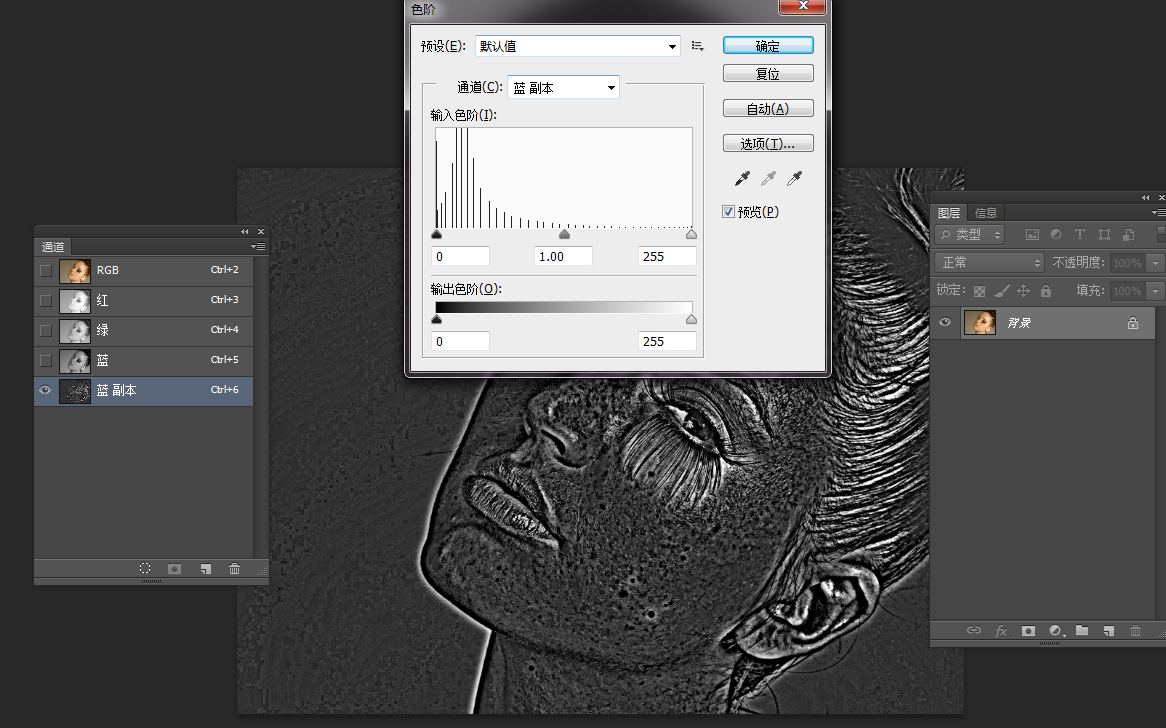 色阶
预设(E): 默认值
确定
复位
自动(A)
选项(T)...
预览(P)
通道(C): 蓝 副本
输入色阶(I):
0 1.00 255
输出色阶(O):
0 255
通道
RGB Ctrl+2
红 Ctrl+3
绿 Ctrl+4
蓝 Ctrl+5
蓝 副本 Ctrl+6
图层 信息
类型
正常 不透明度: 100%
锁定: 填充: 100%
背景
fx